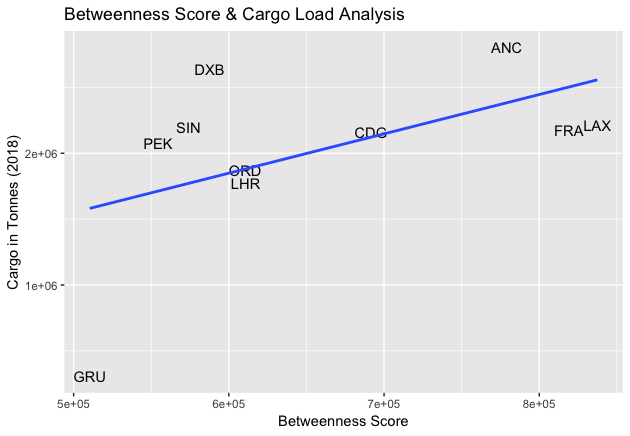 Betweenness Score & Cargo Load Analysis
ANC
DXB
SIN
LAX
FRA
CDG
PEK
ORD
LHR
GRU
2e+06
1e+06
Cargo in Tonnes (2018)
5e+05 6e+05 7e+05 8e+05
Betweenness Score